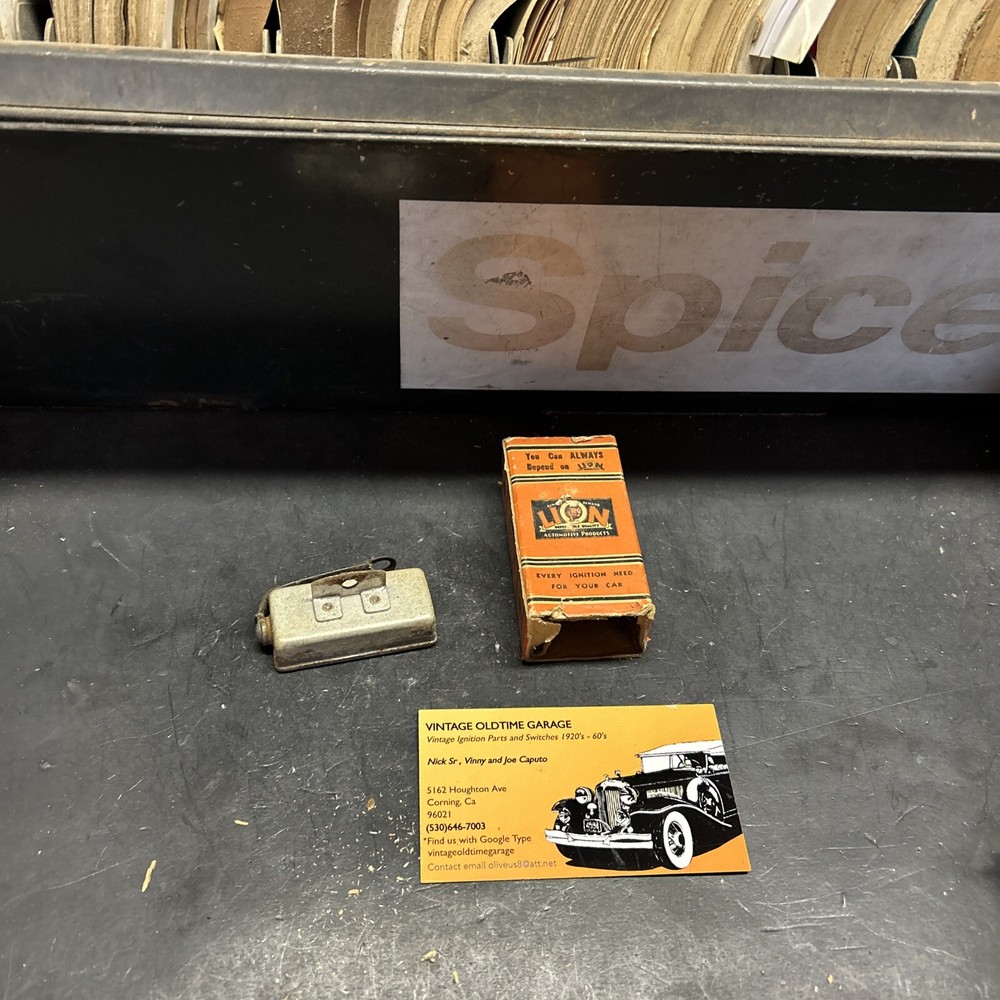 Spice
You Can ALWAYS
Depend on LION
LION
AUTOMOTIVE PRODUCTS
EVERY IGNITION NEED
FOR YOUR CAR
VINTAGE OLDTIME GARAGE
Vintage Ignition Parts and Switches 1920's - 60's
Nick Sr , Vinny and Joe Caputo
5162 Houghton Ave
Corning, Ca
96021
(530)646-7003
*Find us with Google Type
vintageoldtimegarage
Contact email oliveus8@att.net